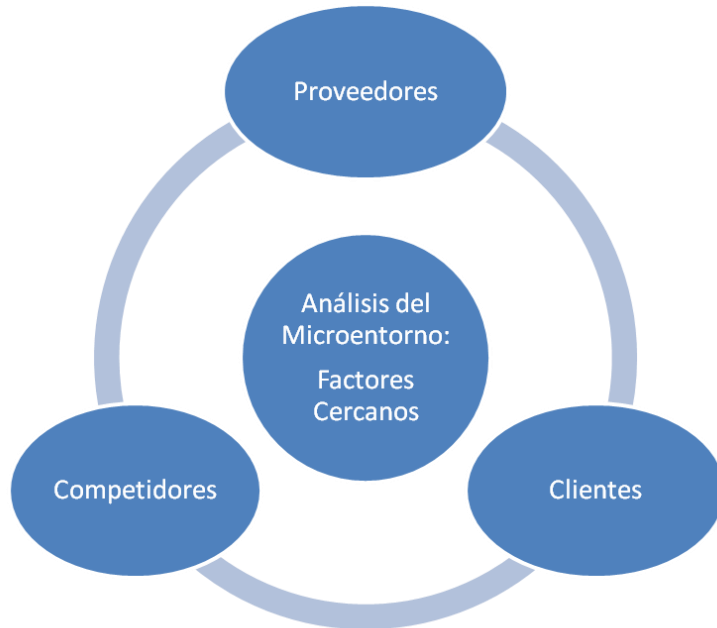 Proveedores
Análisis del
Microentorno:
Factores
Cercanos
Competidores
Clientes